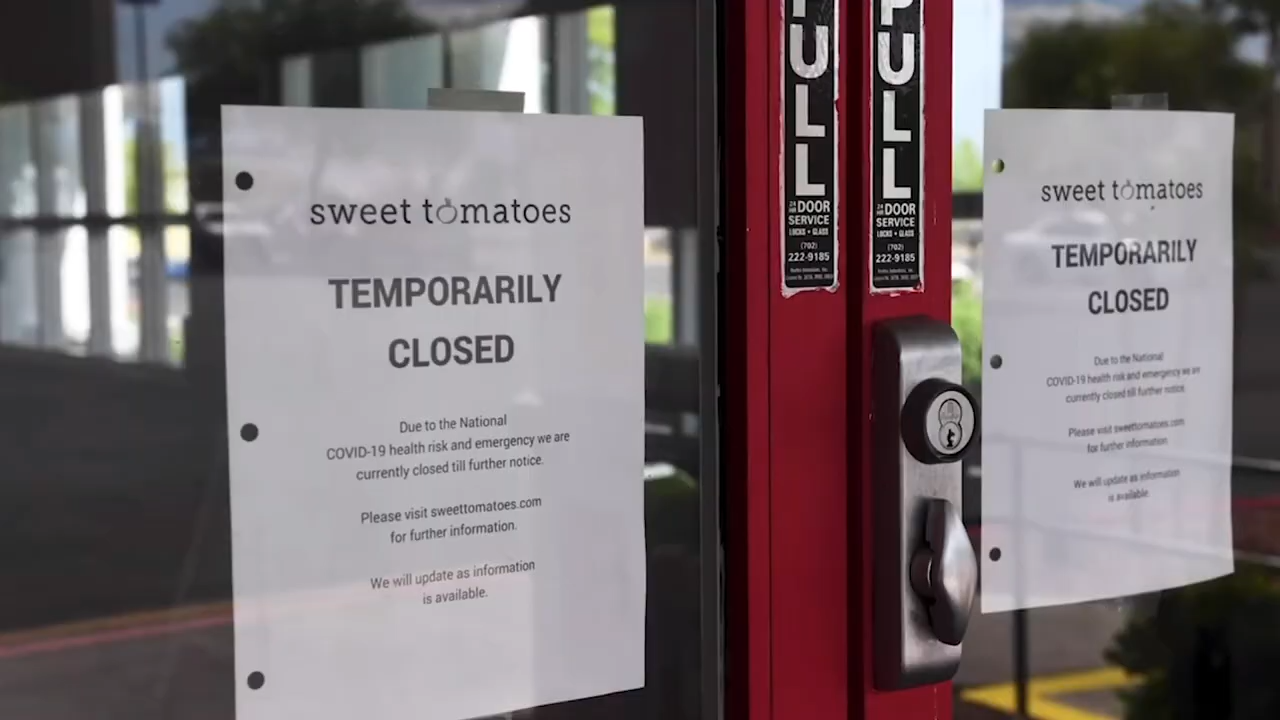 sweet tomatoes
TEMPORARILY
CLOSED
Due to the National
COVID-19 health risk and emergency we are
currently closed till further notice.
Please visit sweettomatoes.com
for further information.
We will update as information
is available.
PULL
24 HR DOOR
SERVICE
LOCKS • GLASS
(702)
222-9185
PULL
24 HR DOOR
SERVICE
LOCKS • GLASS
(702)
222-9185
sweet tomatoes
TEMPORARILY
CLOSED
Due to the National
COVID-19 health risk and emergency we are
currently closed till further notice.
Please visit sweettomatoes.com
for further information
We will update as information
is available.